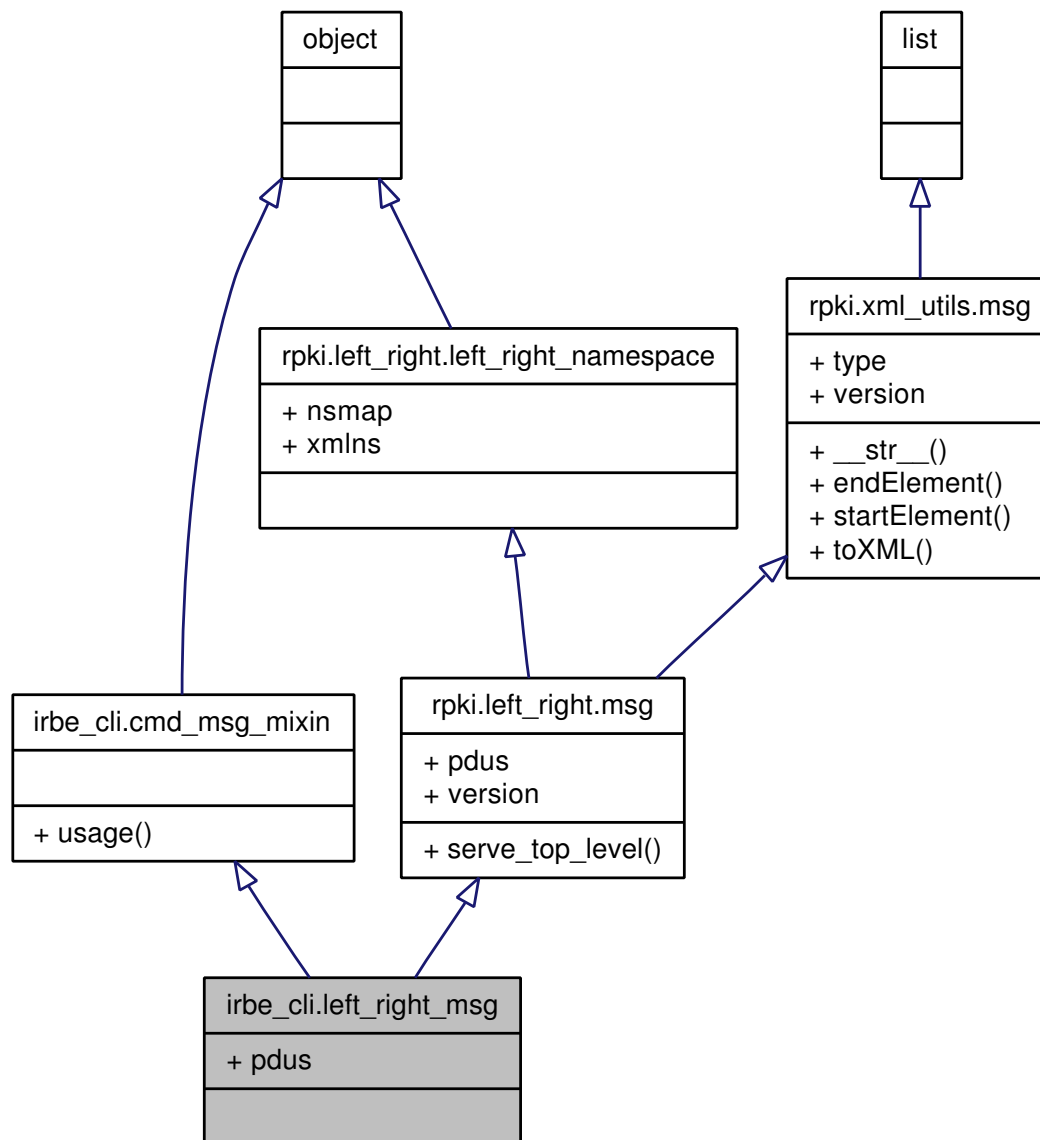 object
list
rpki.xml_utils.msg
+ type
+ version
+ __str__()
+ endElement()
+ startElement()
+ toXML()
rpki.left_right.left_right_namespace
+ nsmap
+ xmlns
irbe_cli.cmd_msg_mixin
+ usage()
rpki.left_right.msg
+ pdus
+ version
+ serve_top_level()
irbe_cli.left_right_msg
+ pdus